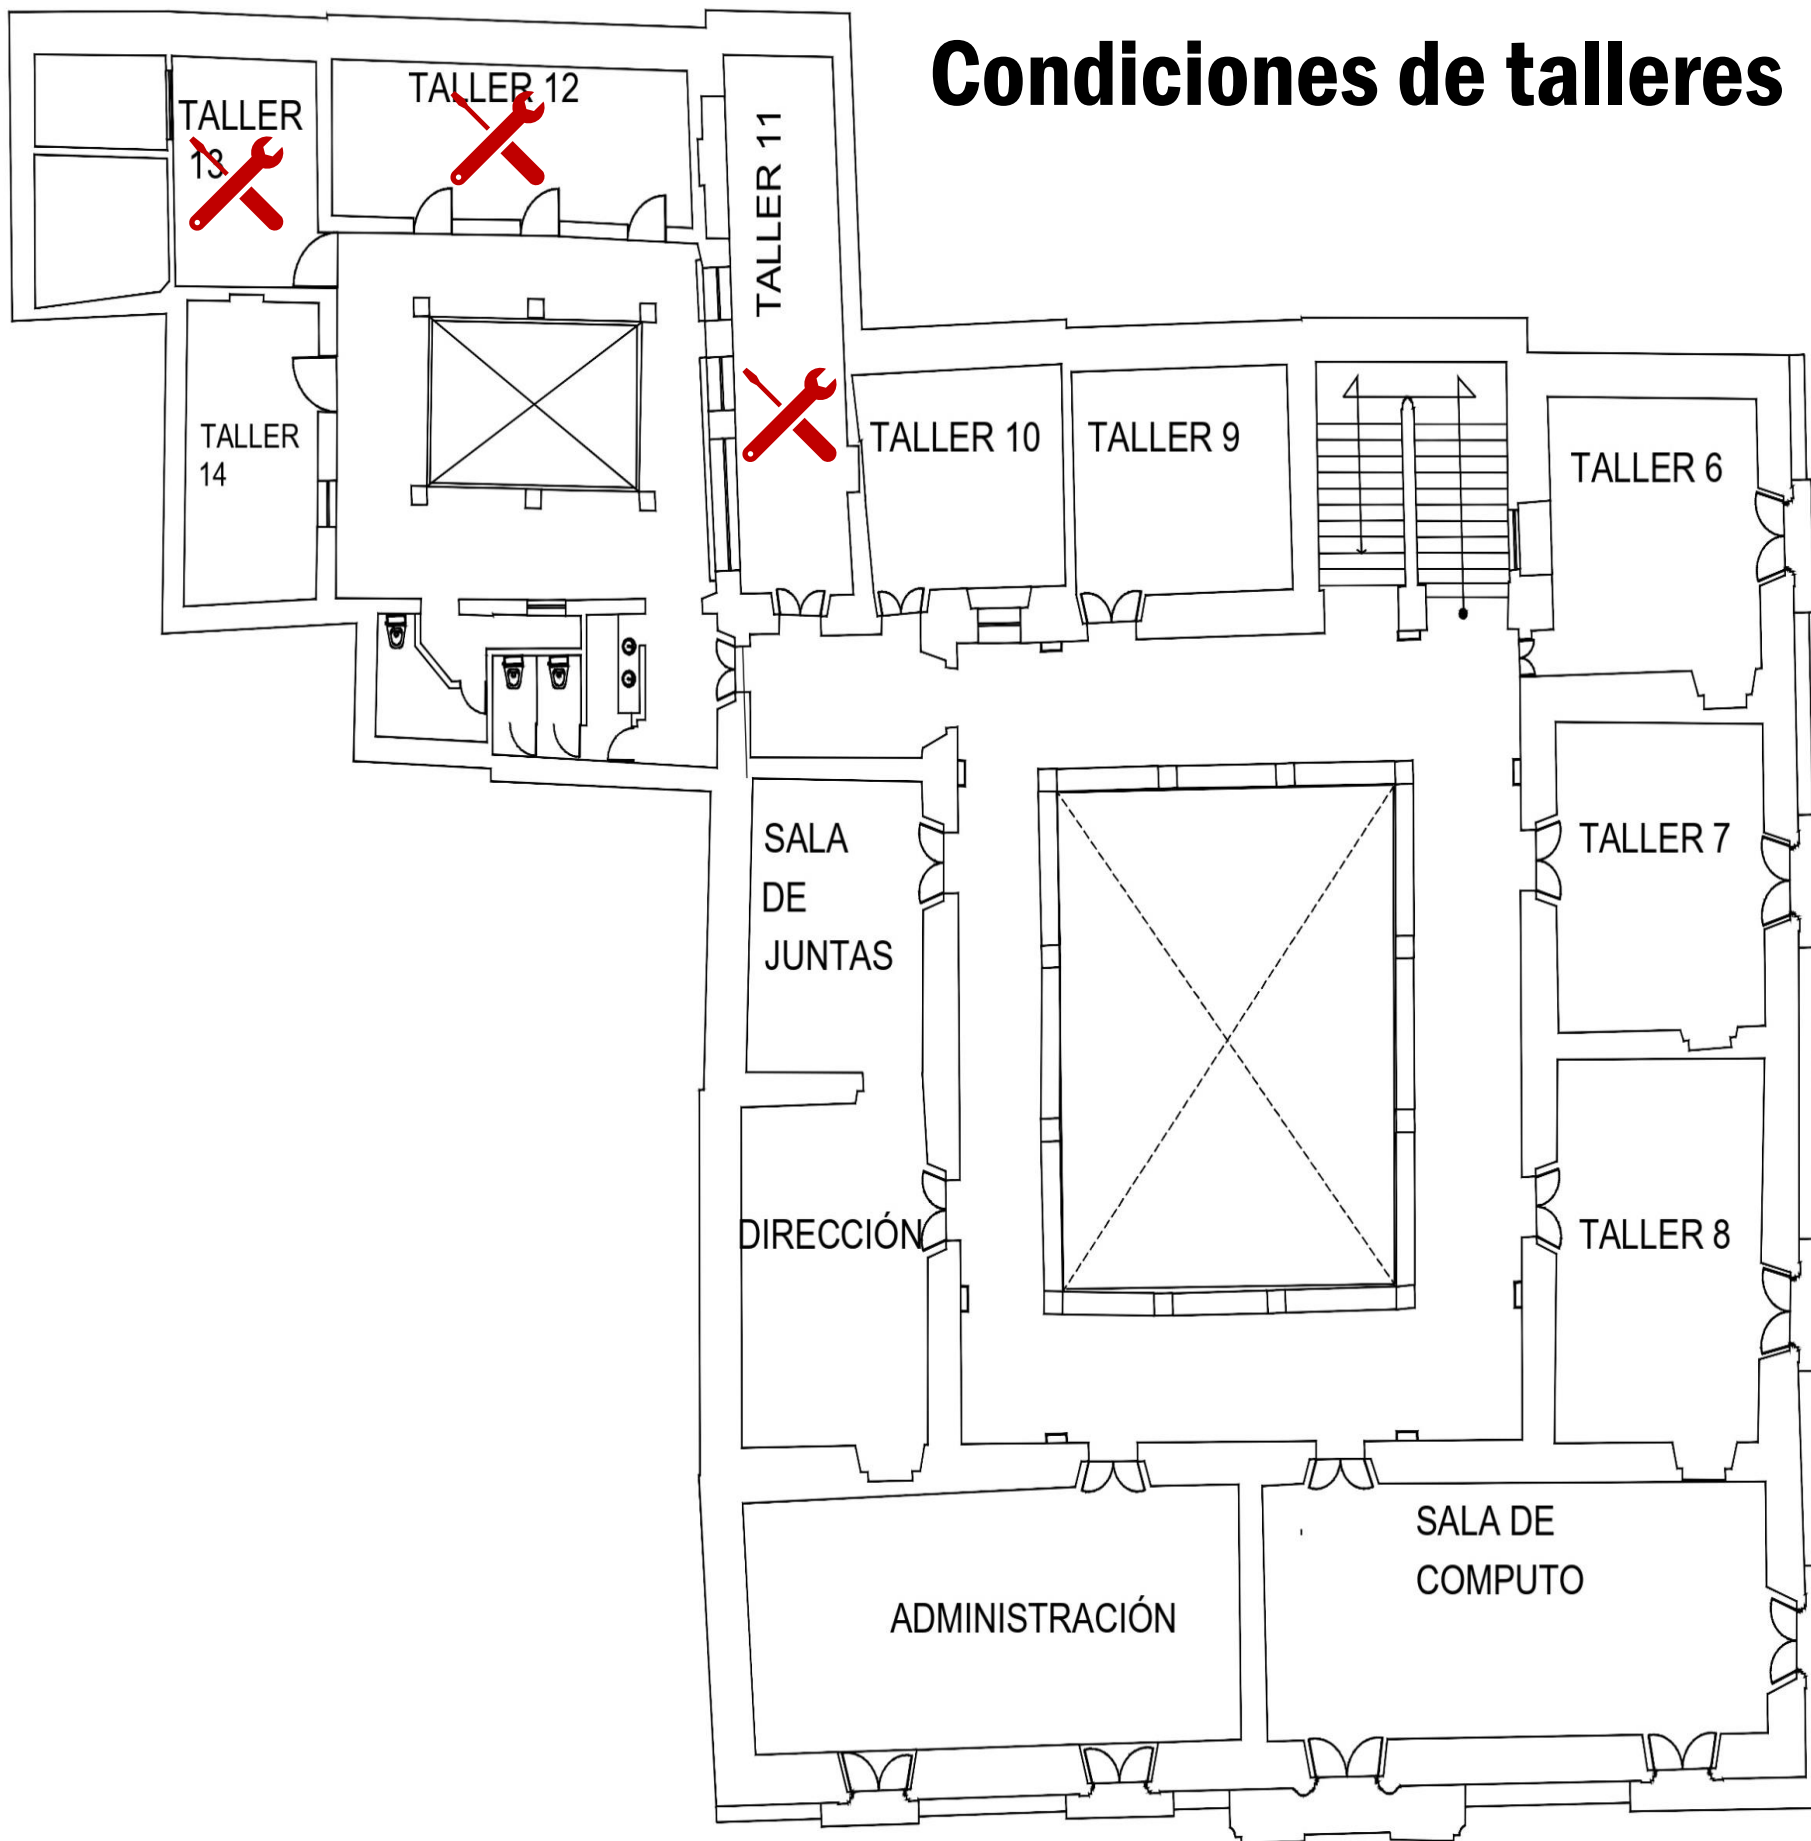 Condiciones de talleres
TALLER 12
TALLER
13
TALLER 11
TALLER
14
TALLER 10
TALLER 9
TALLER 6
SALA
DE
JUNTAS
TALLER 7
DIRECCIÓN
TALLER 8
SALA DE
COMPUTO
ADMINISTRACIÓN